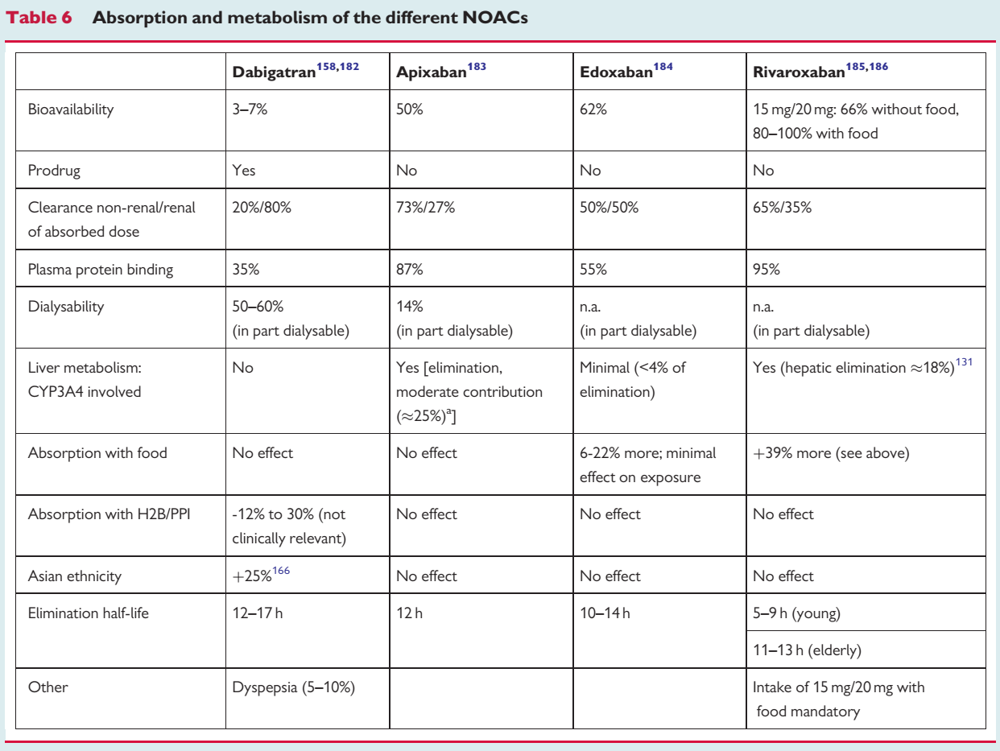 Table 6 Absorption and metabolism of the different NOACs
Dabigatran158,182 Apixaban183 Edoxaban184 Rivaroxaban185,186
Bioavailability 3–7% 50% 62% 15 mg/20 mg: 66% without food,
80–100% with food
Prodrug Yes No No No
Clearance non-renal/renal 20%/80% 73%/27% 50%/50% 65%/35%
of absorbed dose
Plasma protein binding 35% 87% 55% 95%
Dialysability 50–60% 14% n.a. n.a.
(in part dialysable) (in part dialysable) (in part dialysable) (in part dialysable)
Liver metabolism: No Yes [elimination, Minimal (<4% of Yes (hepatic elimination ≈18%)131
CYP3A4 involved moderate contribution elimination)
(≈25%)a]
Absorption with food No effect No effect 6-22% more; minimal +39% more (see above)
effect on exposure
Absorption with H2B/PPI -12% to 30% (not No effect No effect No effect
clinically relevant)
Asian ethnicity +25%166 No effect No effect No effect
Elimination half-life 12–17 h 12 h 10–14 h 5–9 h (young)
11–13 h (elderly)
Other Dyspepsia (5–10%) Intake of 15 mg/20 mg with
food mandatory